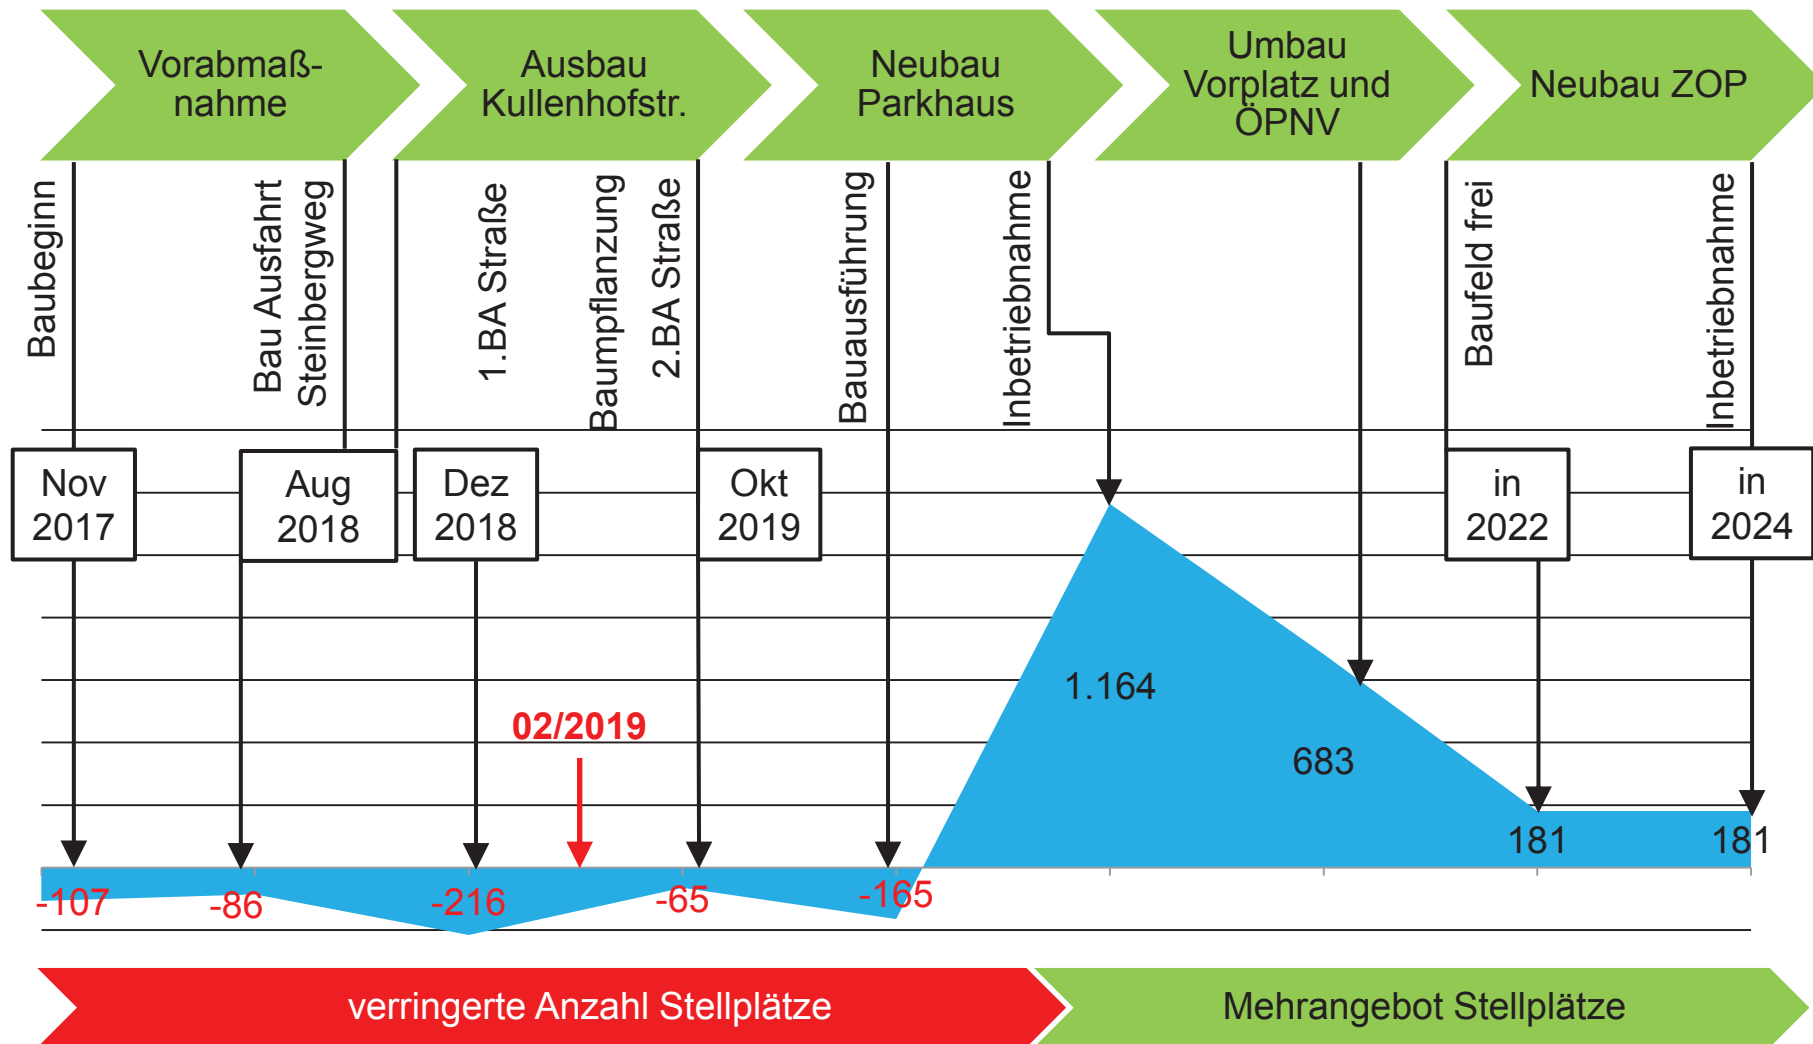 Vorabmaß-
nahme
Ausbau
Kullenhofstr.
Neubau
Parkhaus
Umbau
Vorplatz und
ÖPNV
Neubau ZOP
Baubeginn
Bau Ausfahrt
Steinbergweg
1.BA Straße
Baumpflanzung
2.BA Straße
Bauausführung
Inbetriebnahme
Baufeld frei
Inbetriebnahme
Nov
2017
Aug
2018
Dez
2018
Okt
2019
in
2022
in
2024
02/2019
1.164
683
181
181
-107
-86
-216
-65
-165
verringerte Anzahl Stellplätze
Mehrangebot Stellplätze